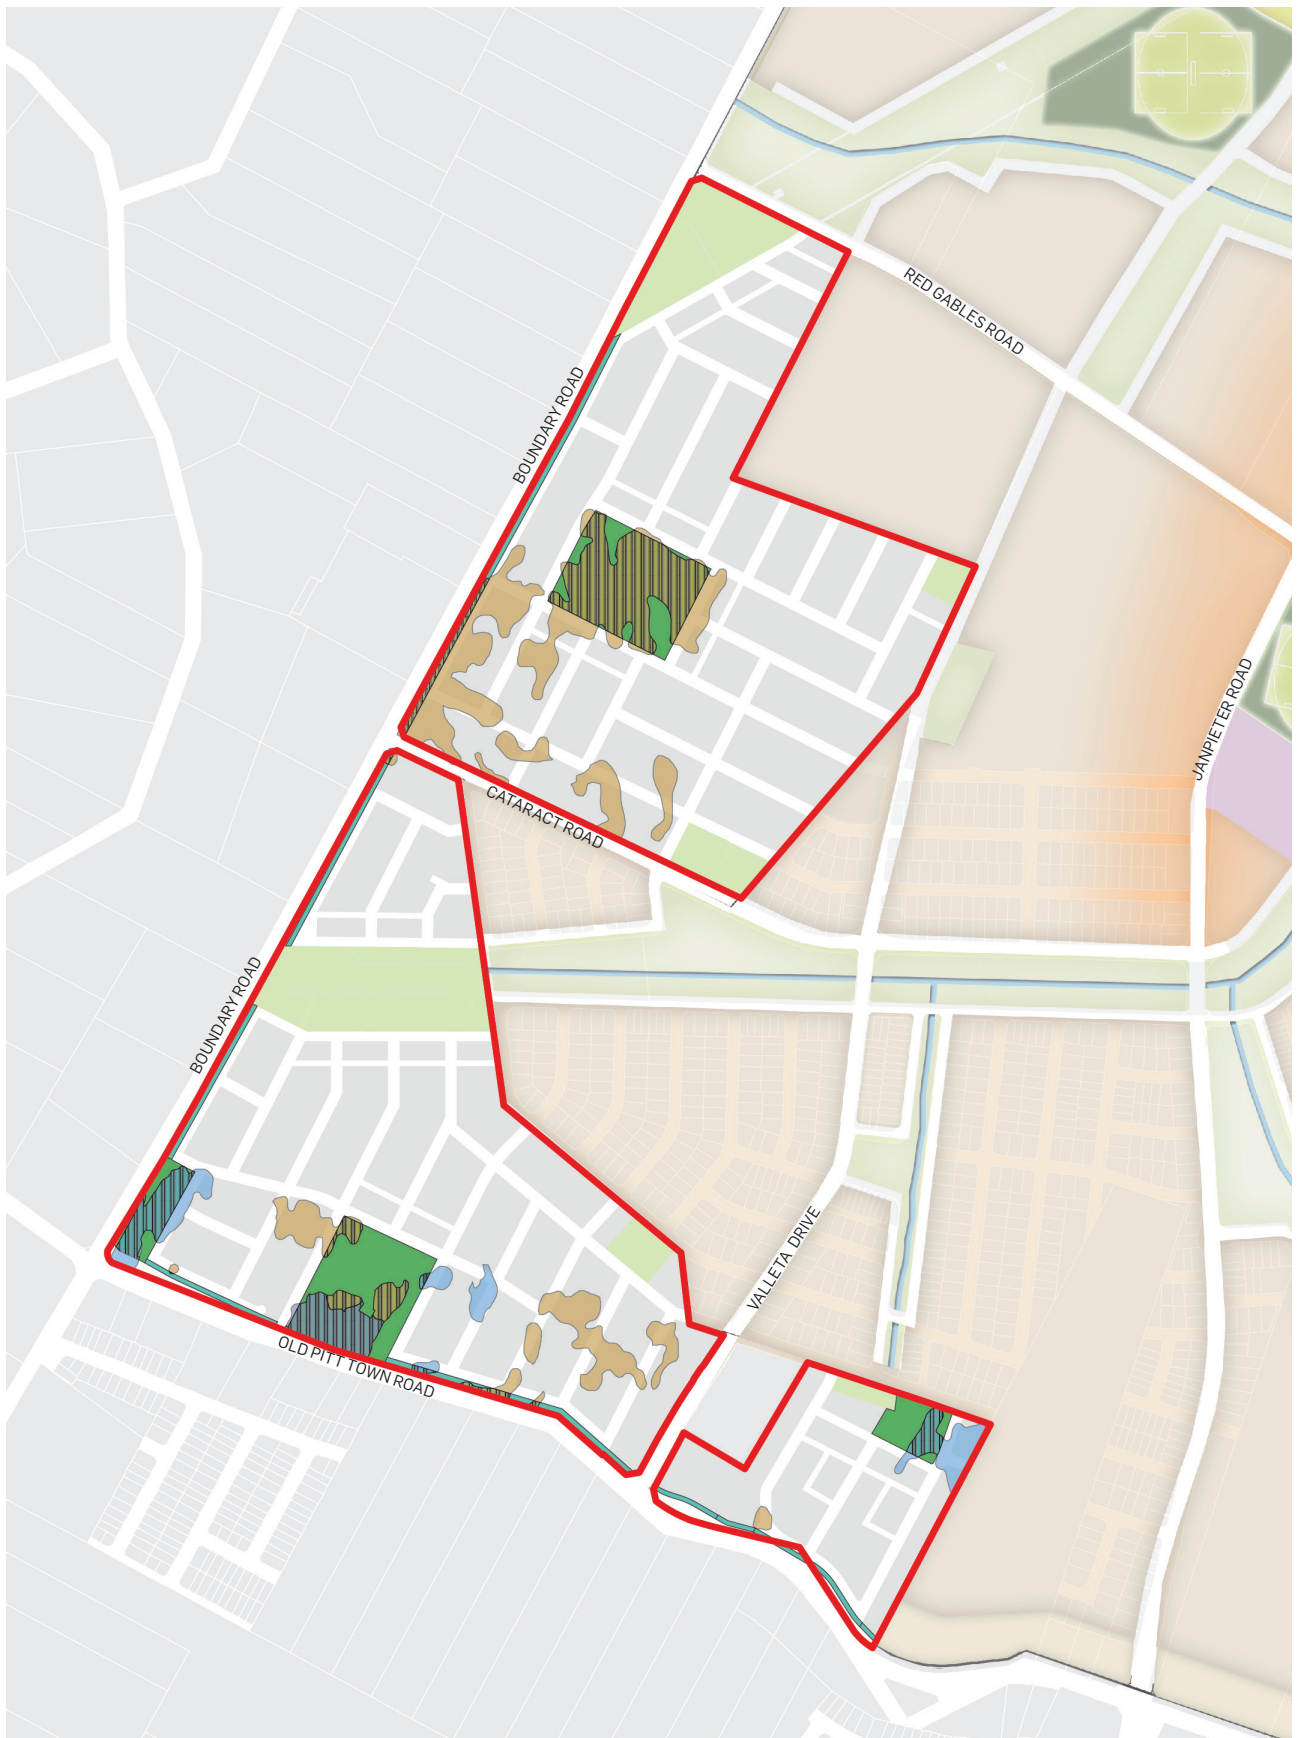 RED GABLES ROAD
BOUNDARY ROAD
JANPIETER ROAD
CATARACT ROAD
BOUNDARY ROAD
VALLETA DRIVE
OLD PITT TOWN ROAD